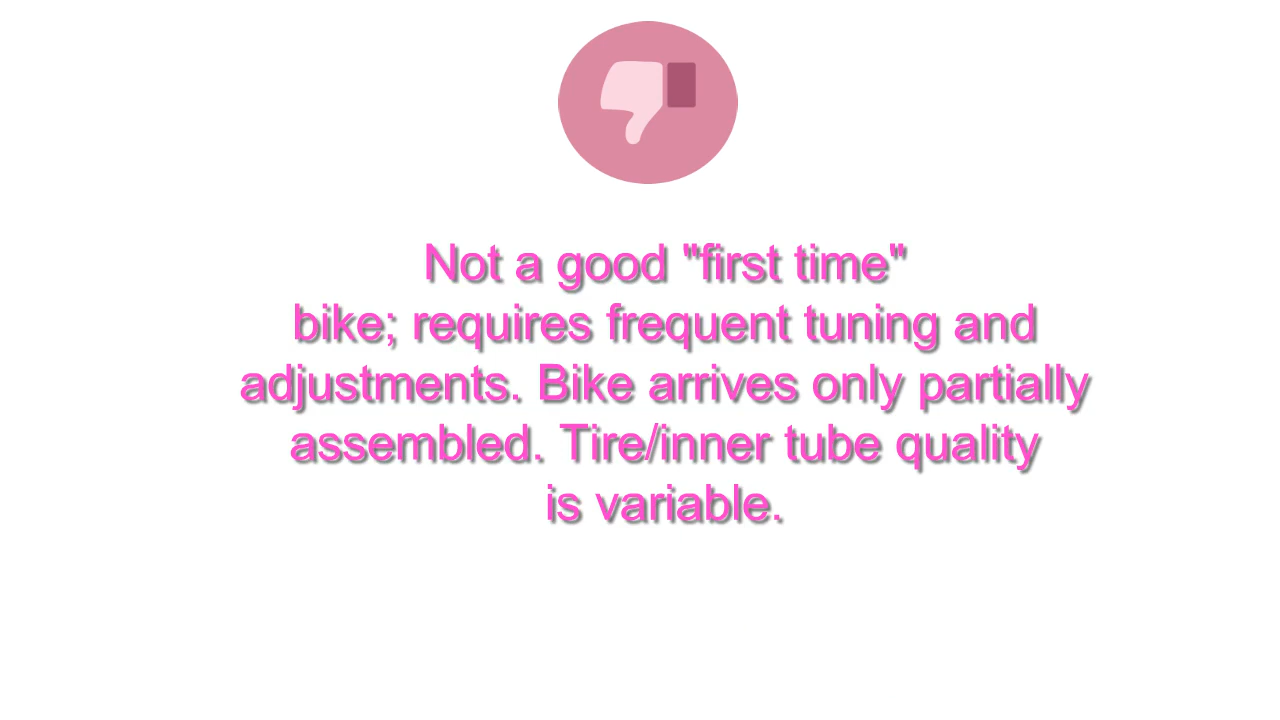 Not a good "first time"
bike; requires frequent tuning and
adjustments. Bike arrives only partially
assembled. Tire/inner tube quality
is variable.